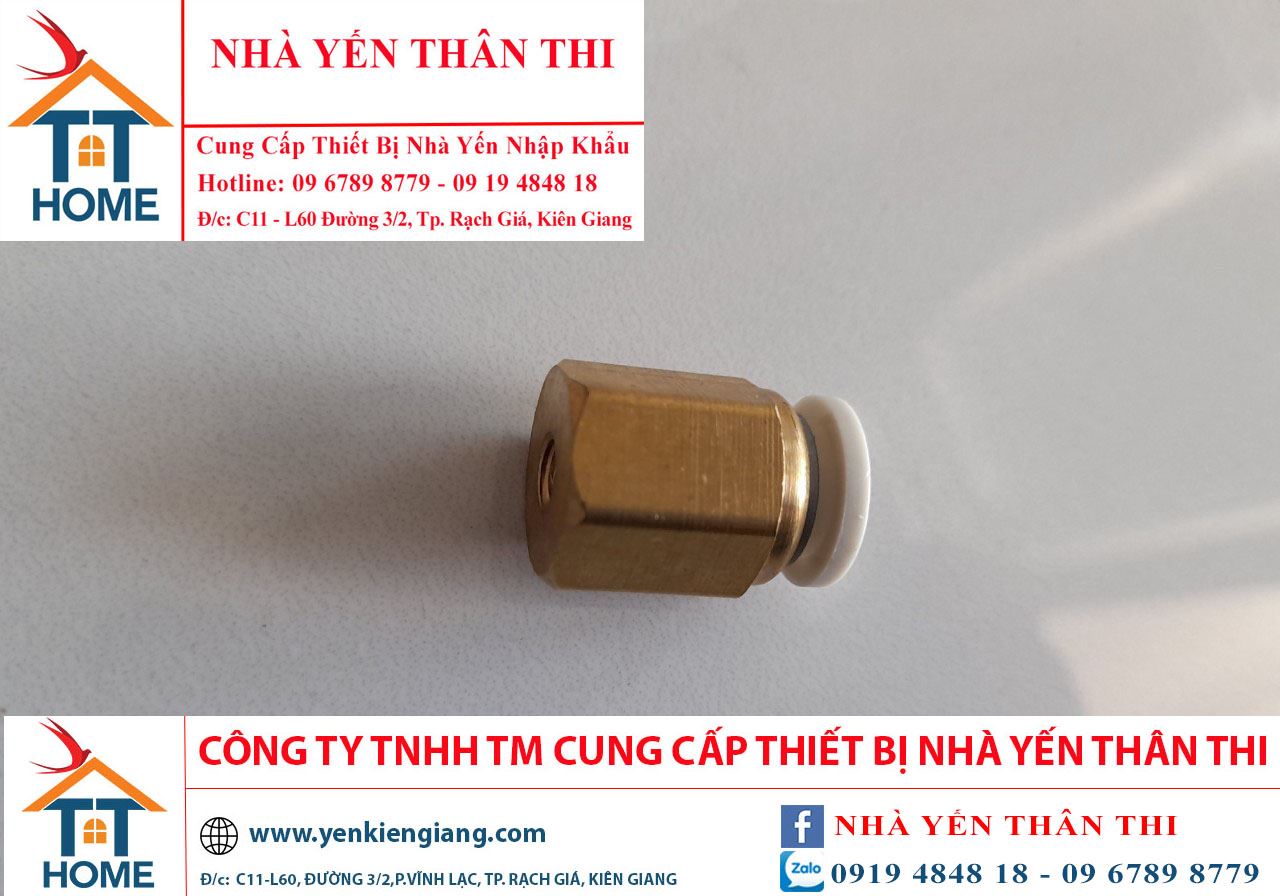 NHÀ YẾN THÂN THI
TT
HOME
Cung Cấp Thiết Bị Nhà Yến Nhập Khẩu
Hotline: 09 6789 8779 - 09 19 4848 18
Đ/c: C11 - L60 Đường 3/2, Tp. Rạch Giá, Kiên Giang
TT
HOME
CÔNG TY TNHH TM CUNG CẤP THIẾT BỊ NHÀ YẾN THÂN THI
www.yenkiengiang.com
Đ/c: C11-L60, ĐƯỜNG 3/2,P.VĨNH LẠC, TP. RẠCH GIÁ, KIÊN GIANG
f NHÀ YẾN THÂN THI
Zalo 0919 4848 18 - 09 6789 8779